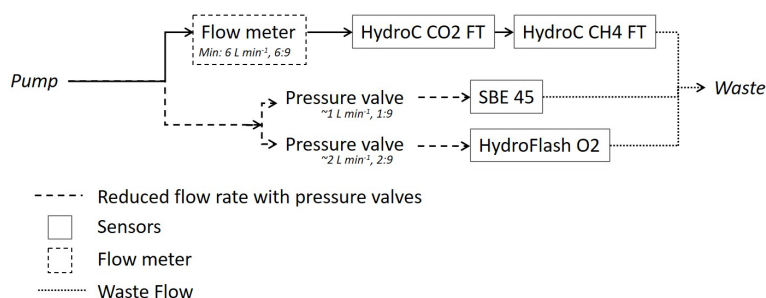 Flow meter
Min: 6 L min⁻¹, 6:9
HydroC CO2 FT
HydroC CH4 FT
Pump
Pressure valve
~1 L min⁻¹, 1:9
SBE 45
Waste
Pressure valve
~2 L min⁻¹, 2:9
HydroFlash O2
Reduced flow rate with pressure valves
Sensors
Flow meter
Waste Flow